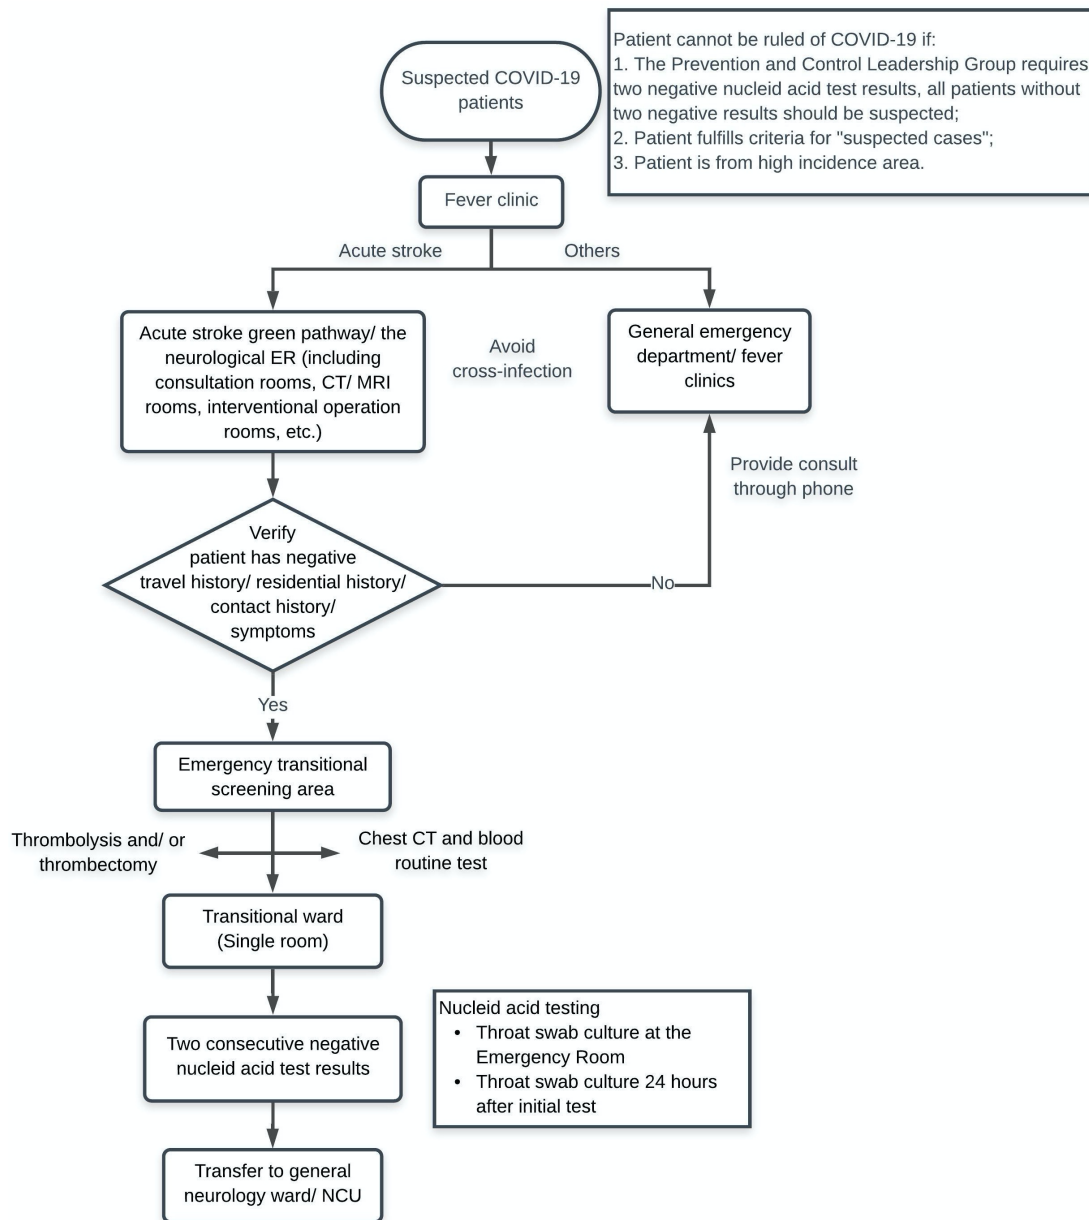 Suspected COVID-19
patients
Patient cannot be ruled of COVID-19 if:
1. The Prevention and Control Leadership Group requires
two negative nucleid acid test results, all patients without
two negative results should be suspected;
2. Patient fulfills criteria for "suspected cases";
3. Patient is from high incidence area.
Fever clinic
Acute stroke
Others
Acute stroke green pathway/ the
neurological ER (including
consultation rooms, CT/ MRI
rooms, interventional operation
rooms, etc.)
Avoid
cross-infection
General emergency
department/ fever
clinics
Provide consult
through phone
Verify
patient has negative
travel history/ residential history/
contact history/
symptoms
No
Yes
Emergency transitional
screening area
Thrombolysis and/ or
thrombectomy
Chest CT and blood
routine test
Transitional ward
(Single room)
Two consecutive negative
nucleid acid test results
Nucleid acid testing
• Throat swab culture at the
Emergency Room
• Throat swab culture 24 hours
after initial test
Transfer to general
neurology ward/ NCU